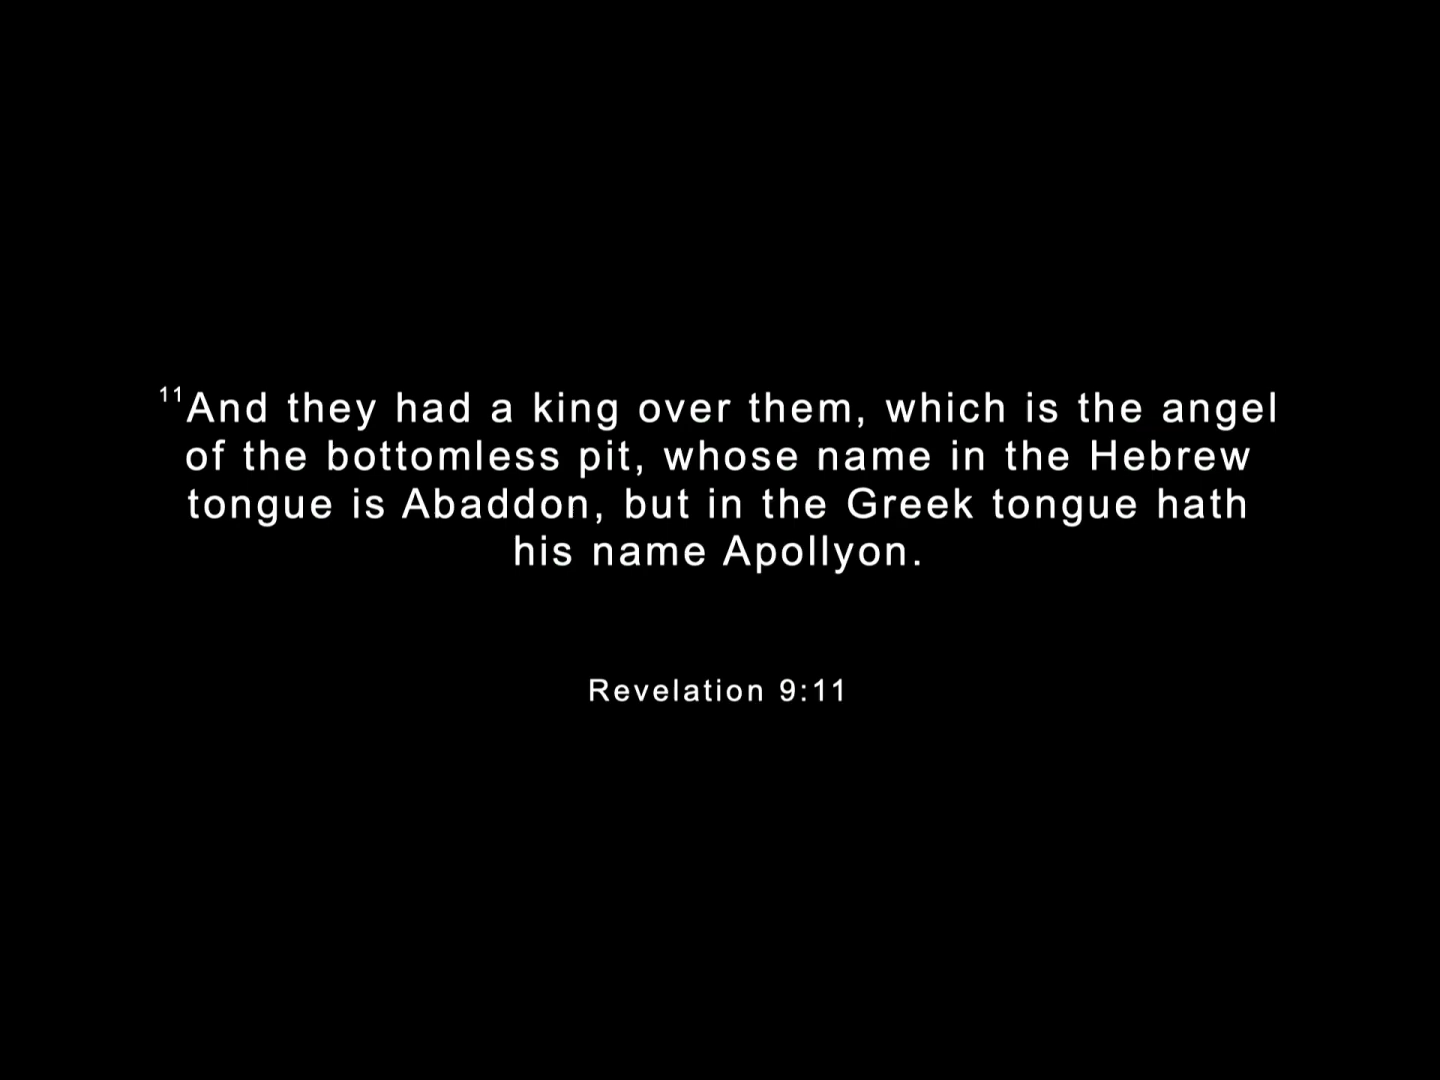 11And they had a king over them, which is the angel
of the bottomless pit, whose name in the Hebrew
tongue is Abaddon, but in the Greek tongue hath
his name Apollyon.
Revelation 9:11